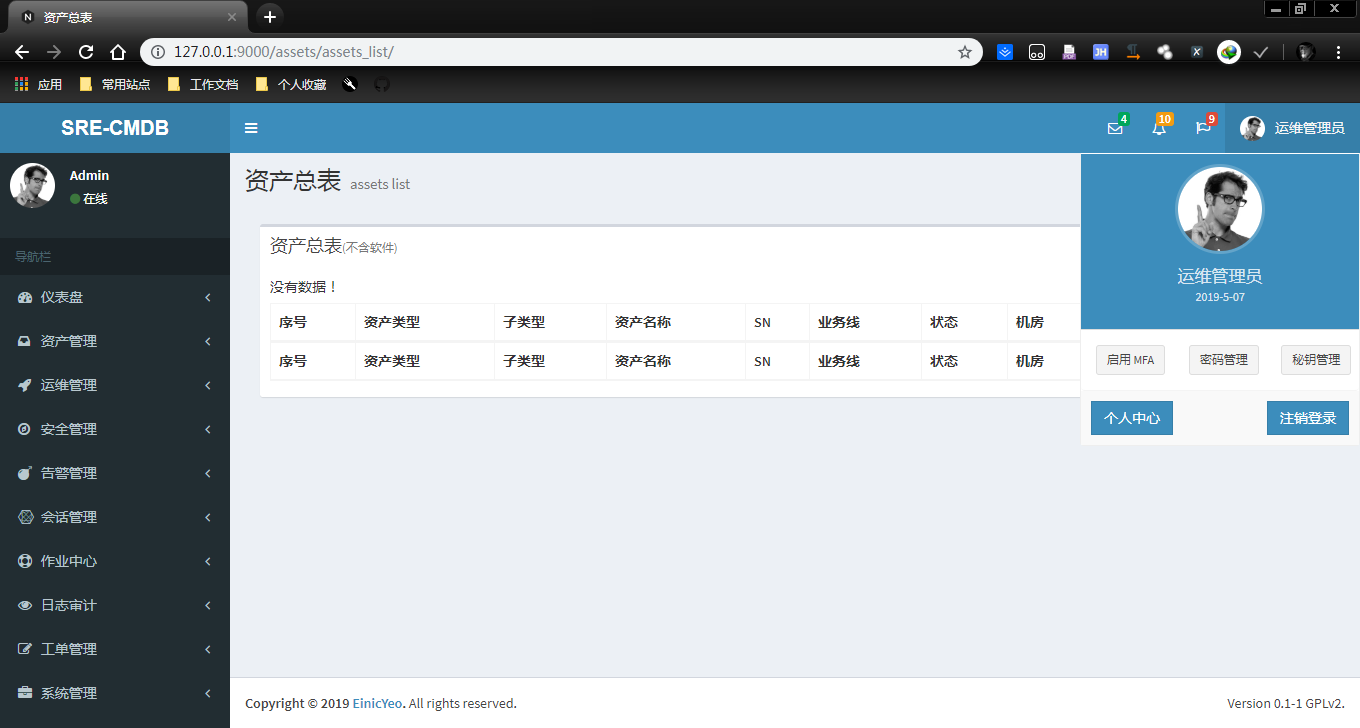 资产总表
127.0.0.1:9000/assets/assets_list/
应用 常用站点 工作文档 个人收藏
SRE-CMDB
4 10 9 运维管理员
Admin
在线
导航栏
仪表盘
资产管理
运维管理
安全管理
告警管理
会话管理
作业中心
日志审计
工单管理
系统管理
资产总表 assets list
资产总表(不含软件)
没有数据！
序号 资产类型 子类型 资产名称 SN 业务线 状态 机房
序号 资产类型 子类型 资产名称 SN 业务线 状态 机房
运维管理员
2019-5-07
启用 MFA 密码管理 秘钥管理
个人中心 注销登录
Copyright © 2019 EinicYeo. All rights reserved.
Version 0.1-1 GPLv2.